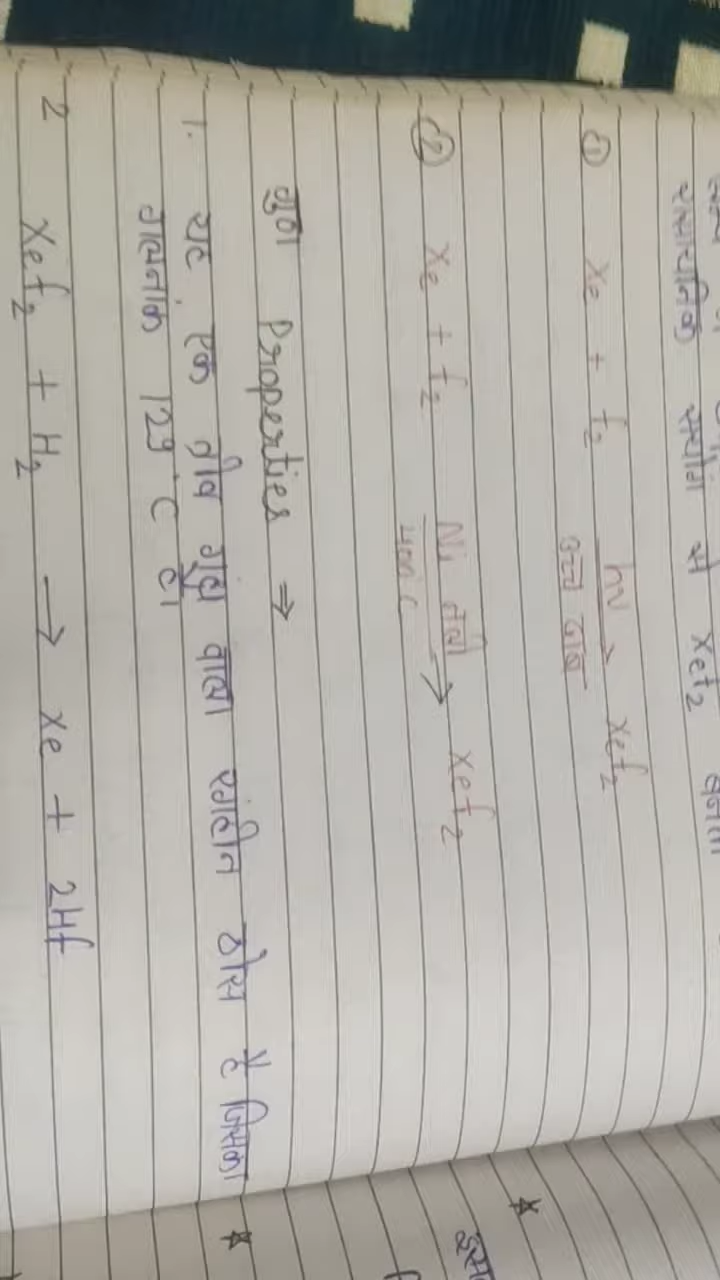 रासायनिक संयोग से Xef2 बनाता
① Xe + f2 hν→ Xef2
उच्च दाब
② Xe + f2 Ni नली → Xef2
400 C
गुण Properties ⇒
1. यह एक तीव्र गंध वाला रंगहीन ठोस है जिसका
गलनांक 129°C है।
2 Xef2 + H2 → Xe + 2Hf